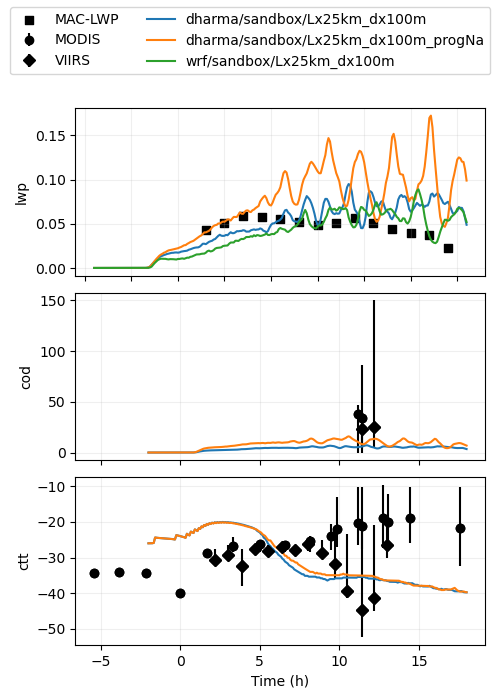 MAC-LWP
MODIS
VIIRS
dharma/sandbox/Lx25km_dx100m
dharma/sandbox/Lx25km_dx100m_progNa
wrf/sandbox/Lx25km_dx100m
0.15
0.10
0.05
0.00
lwp
150
100
50
0
cod
−10
−20
−30
−40
−50
ctt
−5 0 5 10 15
Time (h)